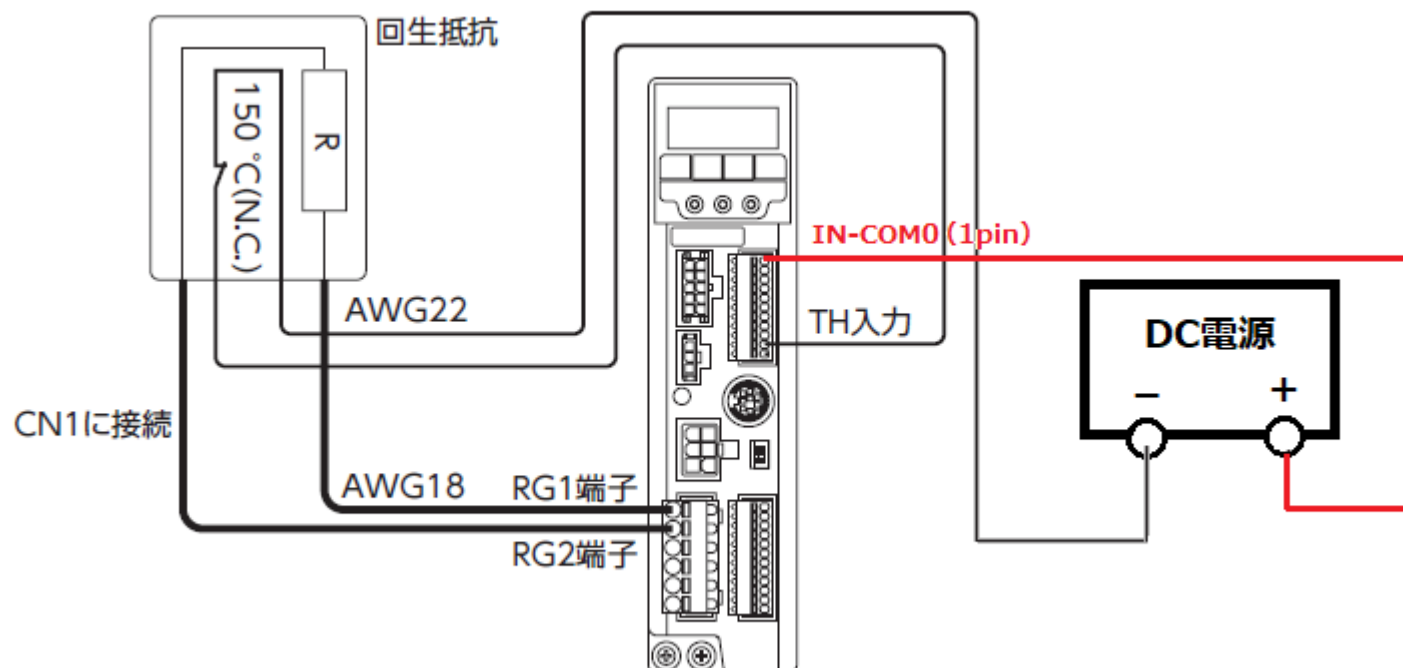 回生抵抗
150 ℃(N.C.)
R
IN-COM0（1pin）
AWG22
TH入力
DC電源
− +
CN1に接続
AWG18
RG1端子
RG2端子